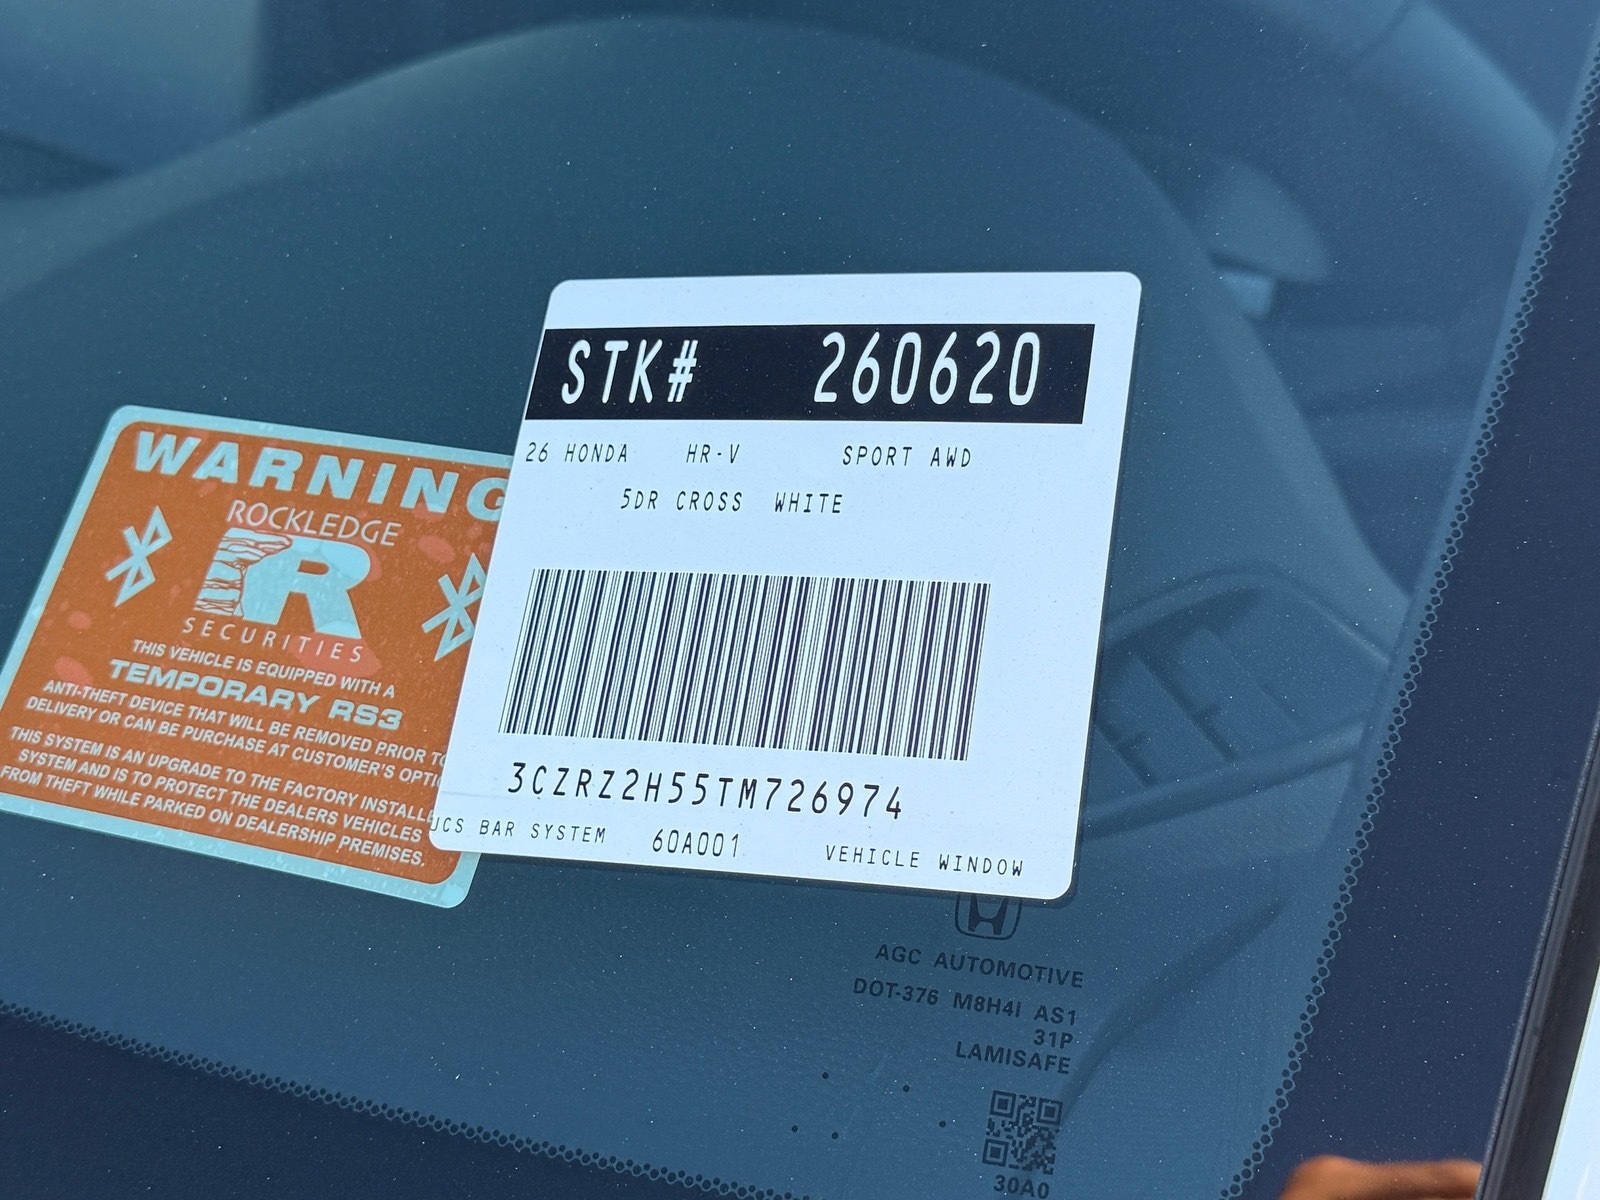 STK# 260620
26 HONDA HR-V SPORT AWD
5DR CROSS WHITE
3CZRZ2H55TM726974
UCS BAR SYSTEM 60A001 VEHICLE WINDOW
WARNING
ROCKLEDGE
R
SECURITIES
THIS VEHICLE IS EQUIPPED WITH A
TEMPORARY RS3
ANTI-THEFT DEVICE THAT WILL BE REMOVED PRIOR TO
DELIVERY OR CAN BE PURCHASE AT CUSTOMER'S OPTIO
THIS SYSTEM IS AN UPGRADE TO THE FACTORY INSTALLE
SYSTEM AND IS TO PROTECT THE DEALERS VEHICLES
FROM THEFT WHILE PARKED ON DEALERSHIP PREMISES.
AGC AUTOMOTIVE
DOT-376 M8H4I AS1
31P
LAMISAFE
30A0